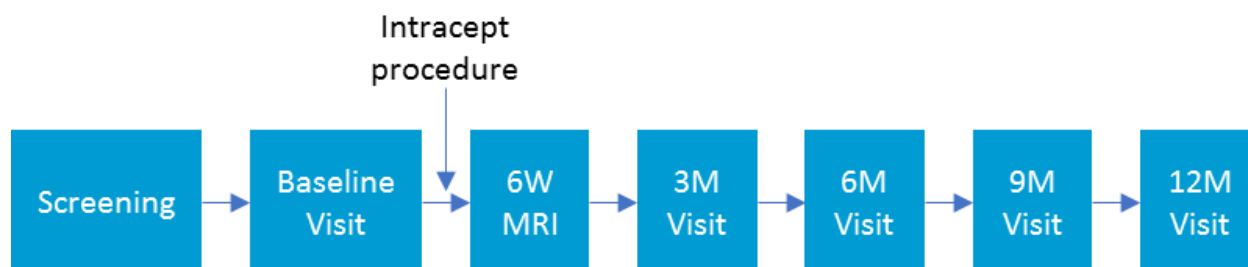 Intracept
procedure
Screening
Baseline
Visit
6W
MRI
3M
Visit
6M
Visit
9M
Visit
12M
Visit